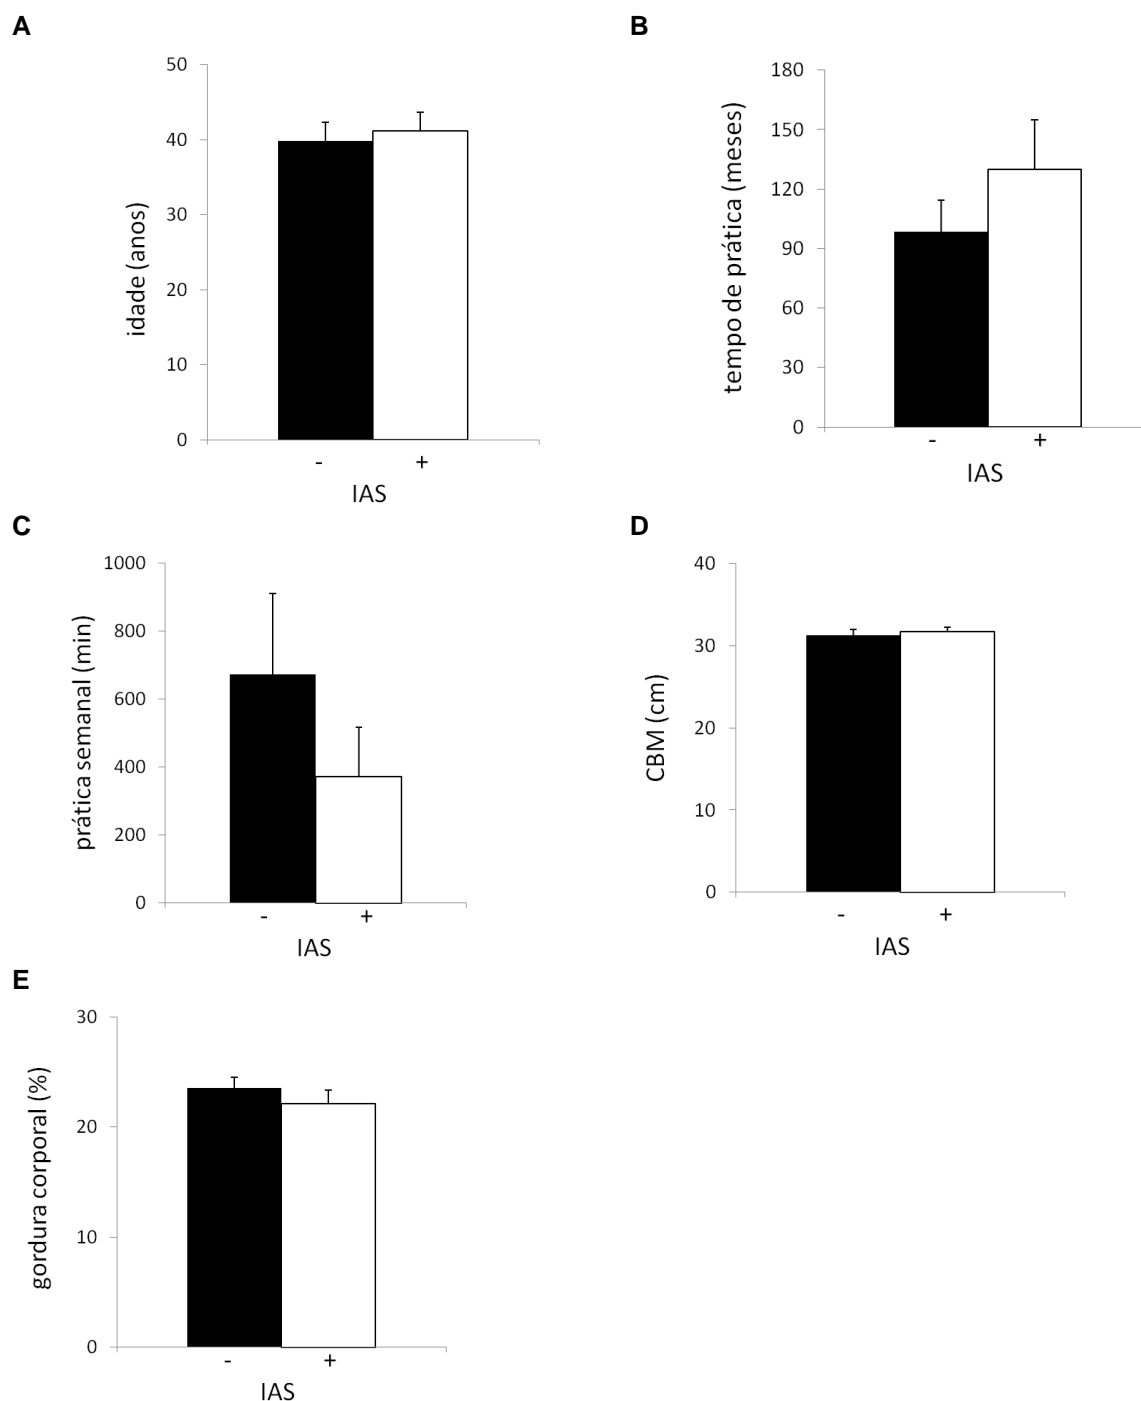 A
50
40
30
20
10
0
idade (anos)
- +
IAS
B
180
150
120
90
60
30
0
tempo de prática (meses)
- +
IAS
C
1000
800
600
400
200
0
prática semanal (min)
- +
IAS
D
40
30
20
10
0
CBM (cm)
- +
IAS
E
30
20
10
0
gordura corporal (%)
- +
IAS